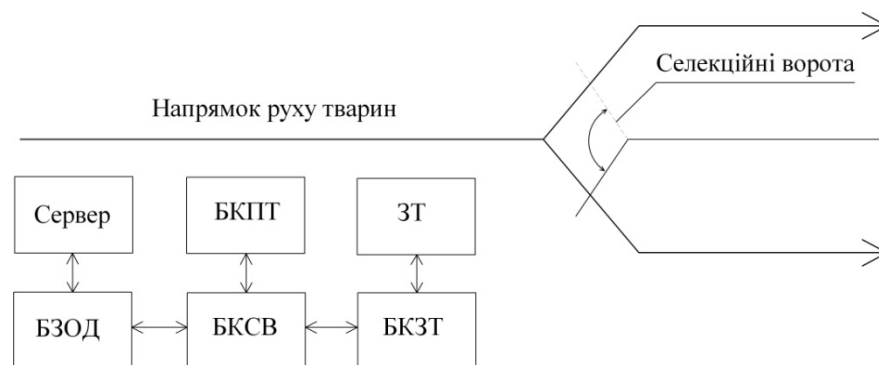 Селекційні ворота
Напрямок руху тварин
Сервер
БКПТ
ЗТ
БЗОД
БКСВ
БКЗТ